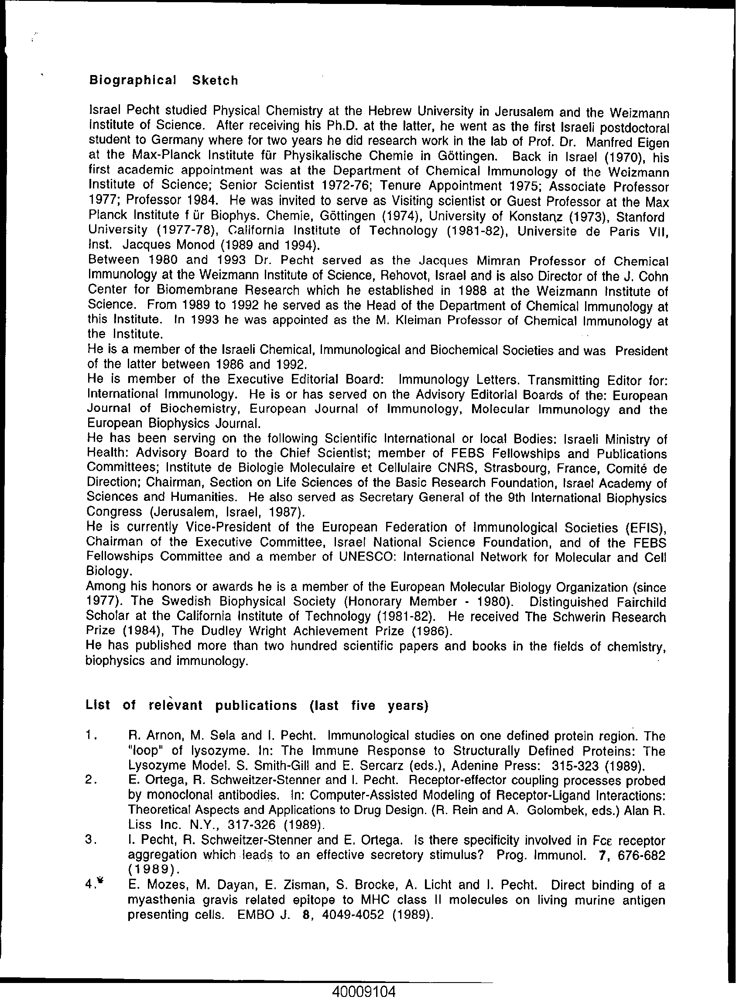 Biographical Sketch
Israel Pecht studied Physical Chemistry at the Hebrew University in Jerusalem and the Weizmann
Institute of Science. After receiving his Ph.D. at the latter, he went as the first Israeli postdoctoral
student to Germany where for two years he did research work in the lab of Prof. Dr. Manfred Eigen
at the Max-Planck Institute für Physikalische Chemie in Göttingen. Back in Israel (1970), his
first academic appointment was at the Department of Chemical Immunology of the Weizmann
Institute of Science; Senior Scientist 1972-76; Tenure Appointment 1975; Associate Professor
1977; Professor 1984. He was invited to serve as Visiting scientist or Guest Professor at the Max
Planck Institute f ür Biophys. Chemie, Göttingen (1974), University of Konstanz (1973), Stanford
University (1977-78), California Institute of Technology (1981-82), Universite de Paris VII,
Inst. Jacques Monod (1989 and 1994).
Between 1980 and 1993 Dr. Pecht served as the Jacques Mimran Professor of Chemical
Immunology at the Weizmann Institute of Science, Rehovot, Israel and is also Director of the J. Cohn
Center for Biomembrane Research which he established in 1988 at the Weizmann Institute of
Science. From 1989 to 1992 he served as the Head of the Department of Chemical Immunology at
this Institute. In 1993 he was appointed as the M. Kleiman Professor of Chemical Immunology at
the Institute.
He is a member of the Israeli Chemical, Immunological and Biochemical Societies and was President
of the latter between 1986 and 1992.
He is member of the Executive Editorial Board: Immunology Letters. Transmitting Editor for:
International Immunology. He is or has served on the Advisory Editorial Boards of the: European
Journal of Biochemistry, European Journal of Immunology, Molecular Immunology and the
European Biophysics Journal.
He has been serving on the following Scientific International or local Bodies: Israeli Ministry of
Health: Advisory Board to the Chief Scientist; member of FEBS Fellowships and Publications
Committees; Institute de Biologie Moleculaire et Cellulaire CNRS, Strasbourg, France, Comité de
Direction; Chairman, Section on Life Sciences of the Basic Research Foundation, Israel Academy of
Sciences and Humanities. He also served as Secretary General of the 9th International Biophysics
Congress (Jerusalem, Israel, 1987).
He is currently Vice-President of the European Federation of Immunological Societies (EFIS),
Chairman of the Executive Committee, Israel National Science Foundation, and of the FEBS
Fellowships Committee and a member of UNESCO: International Network for Molecular and Cell
Biology.
Among his honors or awards he is a member of the European Molecular Biology Organization (since
1977). The Swedish Biophysical Society (Honorary Member - 1980). Distinguished Fairchild
Scholar at the California Institute of Technology (1981-82). He received The Schwerin Research
Prize (1984), The Dudley Wright Achievement Prize (1986).
He has published more than two hundred scientific papers and books in the fields of chemistry,
biophysics and immunology.
List of relevant publications (last five years)
1. R. Arnon, M. Sela and I. Pecht. Immunological studies on one defined protein region. The
"loop" of lysozyme. In: The Immune Response to Structurally Defined Proteins: The
Lysozyme Model. S. Smith-Gill and E. Sercarz (eds.), Adenine Press: 315-323 (1989).
2. E. Ortega, R. Schweitzer-Stenner and I. Pecht. Receptor-effector coupling processes probed
by monoclonal antibodies. In: Computer-Assisted Modeling of Receptor-Ligand Interactions:
Theoretical Aspects and Applications to Drug Design. (R. Rein and A. Golombek, eds.) Alan R.
Liss Inc. N.Y., 317-326 (1989).
3. I. Pecht, R. Schweitzer-Stenner and E. Ortega. Is there specificity involved in Fcε receptor
aggregation which leads to an effective secretory stimulus? Prog. Immunol. 7, 676-682
(1989).
4.* E. Mozes, M. Dayan, E. Zisman, S. Brocke, A. Licht and I. Pecht. Direct binding of a
myasthenia gravis related epitope to MHC class II molecules on living murine antigen
presenting cells. EMBO J. 8, 4049-4052 (1989).
40009104